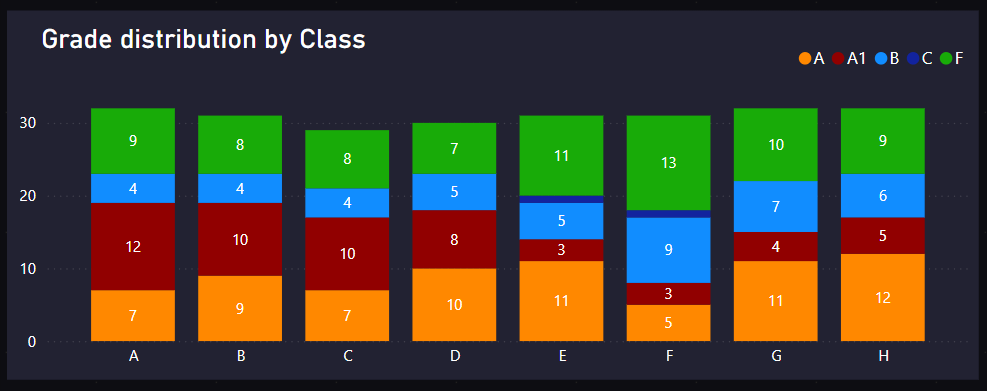 Grade distribution by Class
A A1 B C F
30
9 8 8 7 11 13 10 9
4 4 4 5 5 9 7 6
20
12 10 10 8 3 3 4 5
10
7 9 7 10 11 5 11 12
0
A B C D E F G H